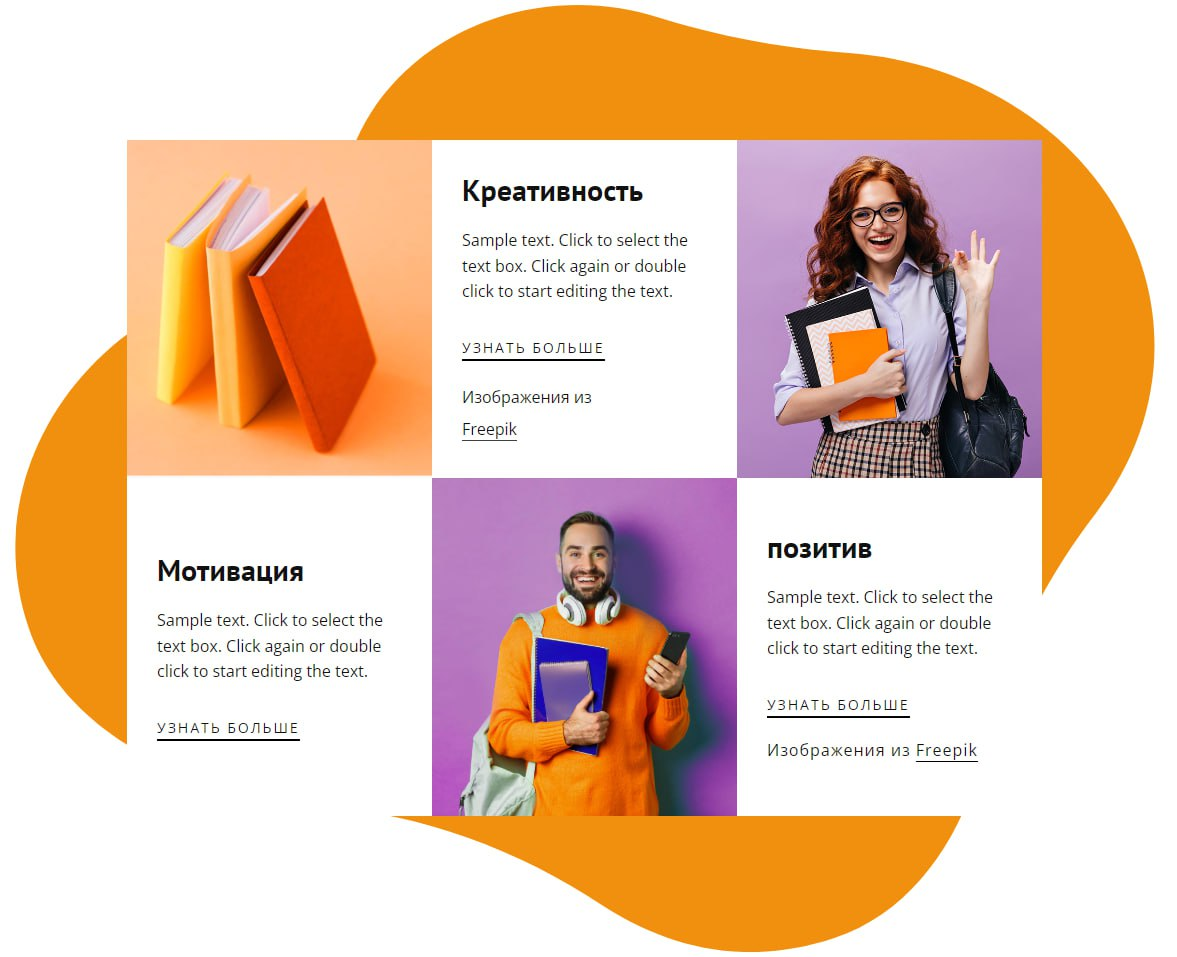 Креативность
Sample text. Click to select the
text box. Click again or double
click to start editing the text.
УЗНАТЬ БОЛЬШЕ
Изображения из
Freepik
Мотивация
Sample text. Click to select the
text box. Click again or double
click to start editing the text.
УЗНАТЬ БОЛЬШЕ
позитив
Sample text. Click to select the
text box. Click again or double
click to start editing the text.
УЗНАТЬ БОЛЬШЕ
Изображения из Freepik